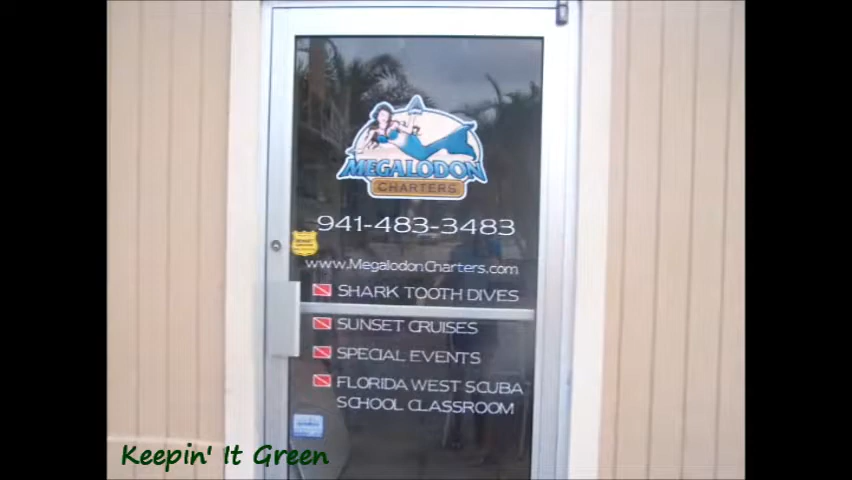 MEGALODON
CHARTERS
941-483-3483
www.MegalodonCharters.com
SHARK TOOTH DIVES
SUNSET CRUISES
SPECIAL EVENTS
FLORIDA WEST SCUBA
SCHOOL CLASSROOM
Keepin' It Green